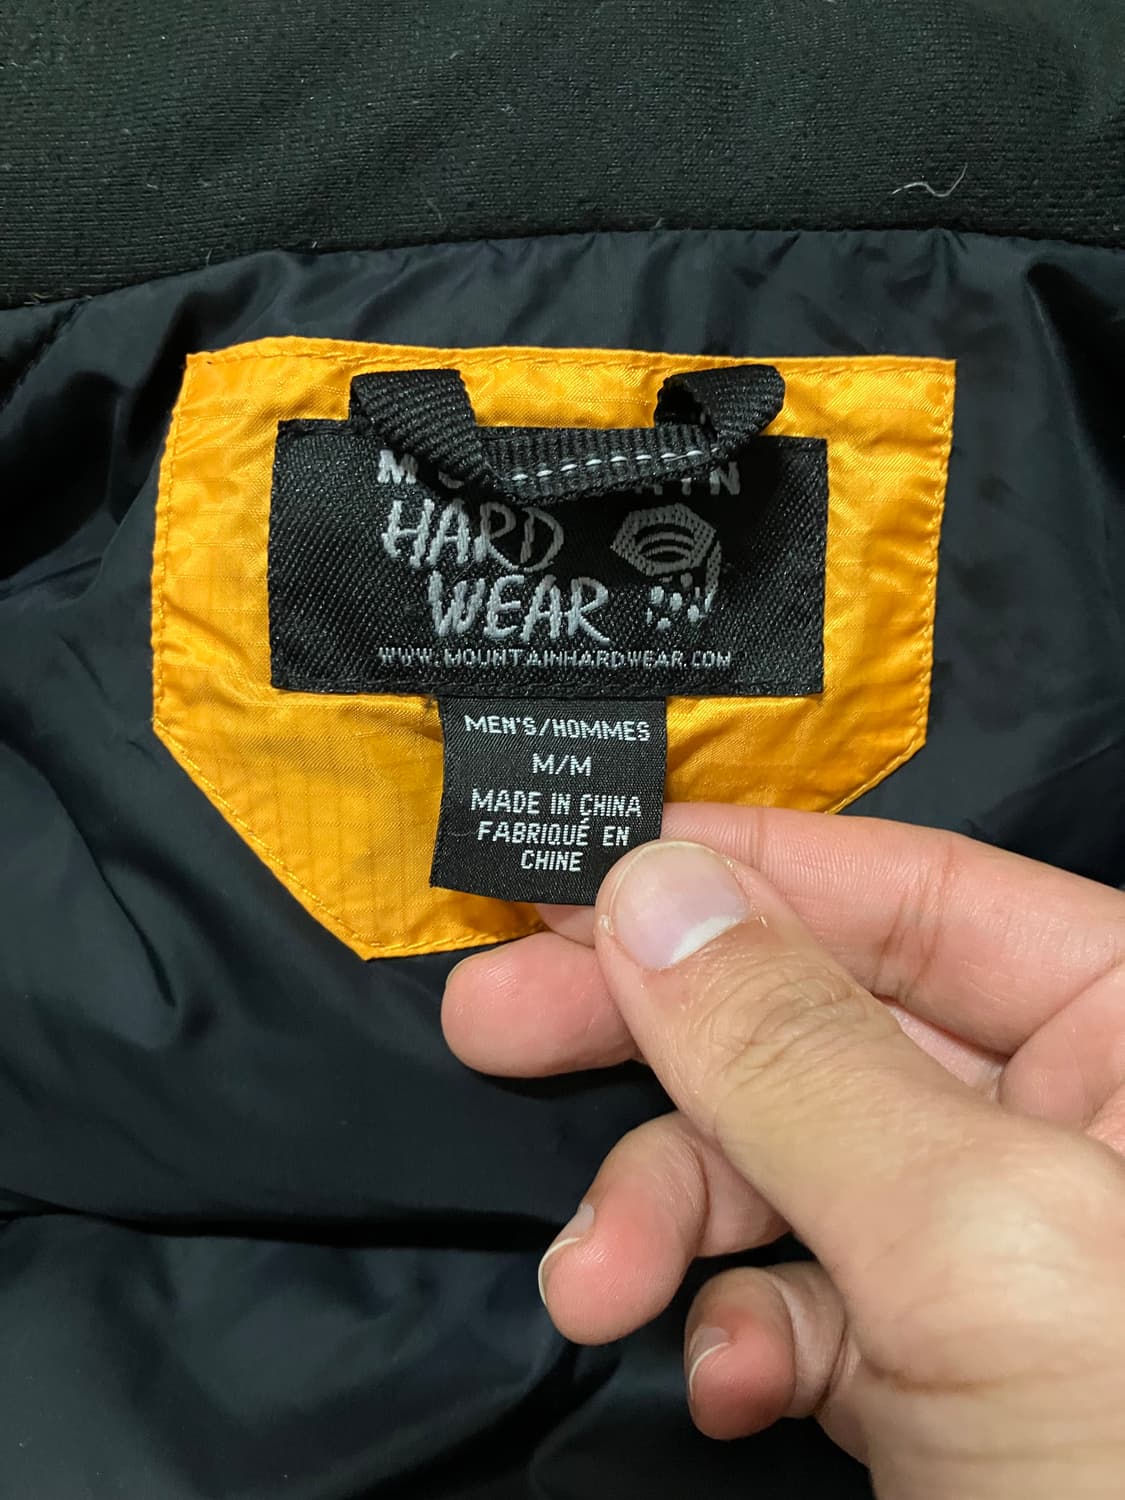 HARD
WEAR
WWW.MOUNTAINHARDWEAR.COM
MEN'S/HOMMES
M/M
MADE IN CHINA
FABRIQUÉ EN
CHINE